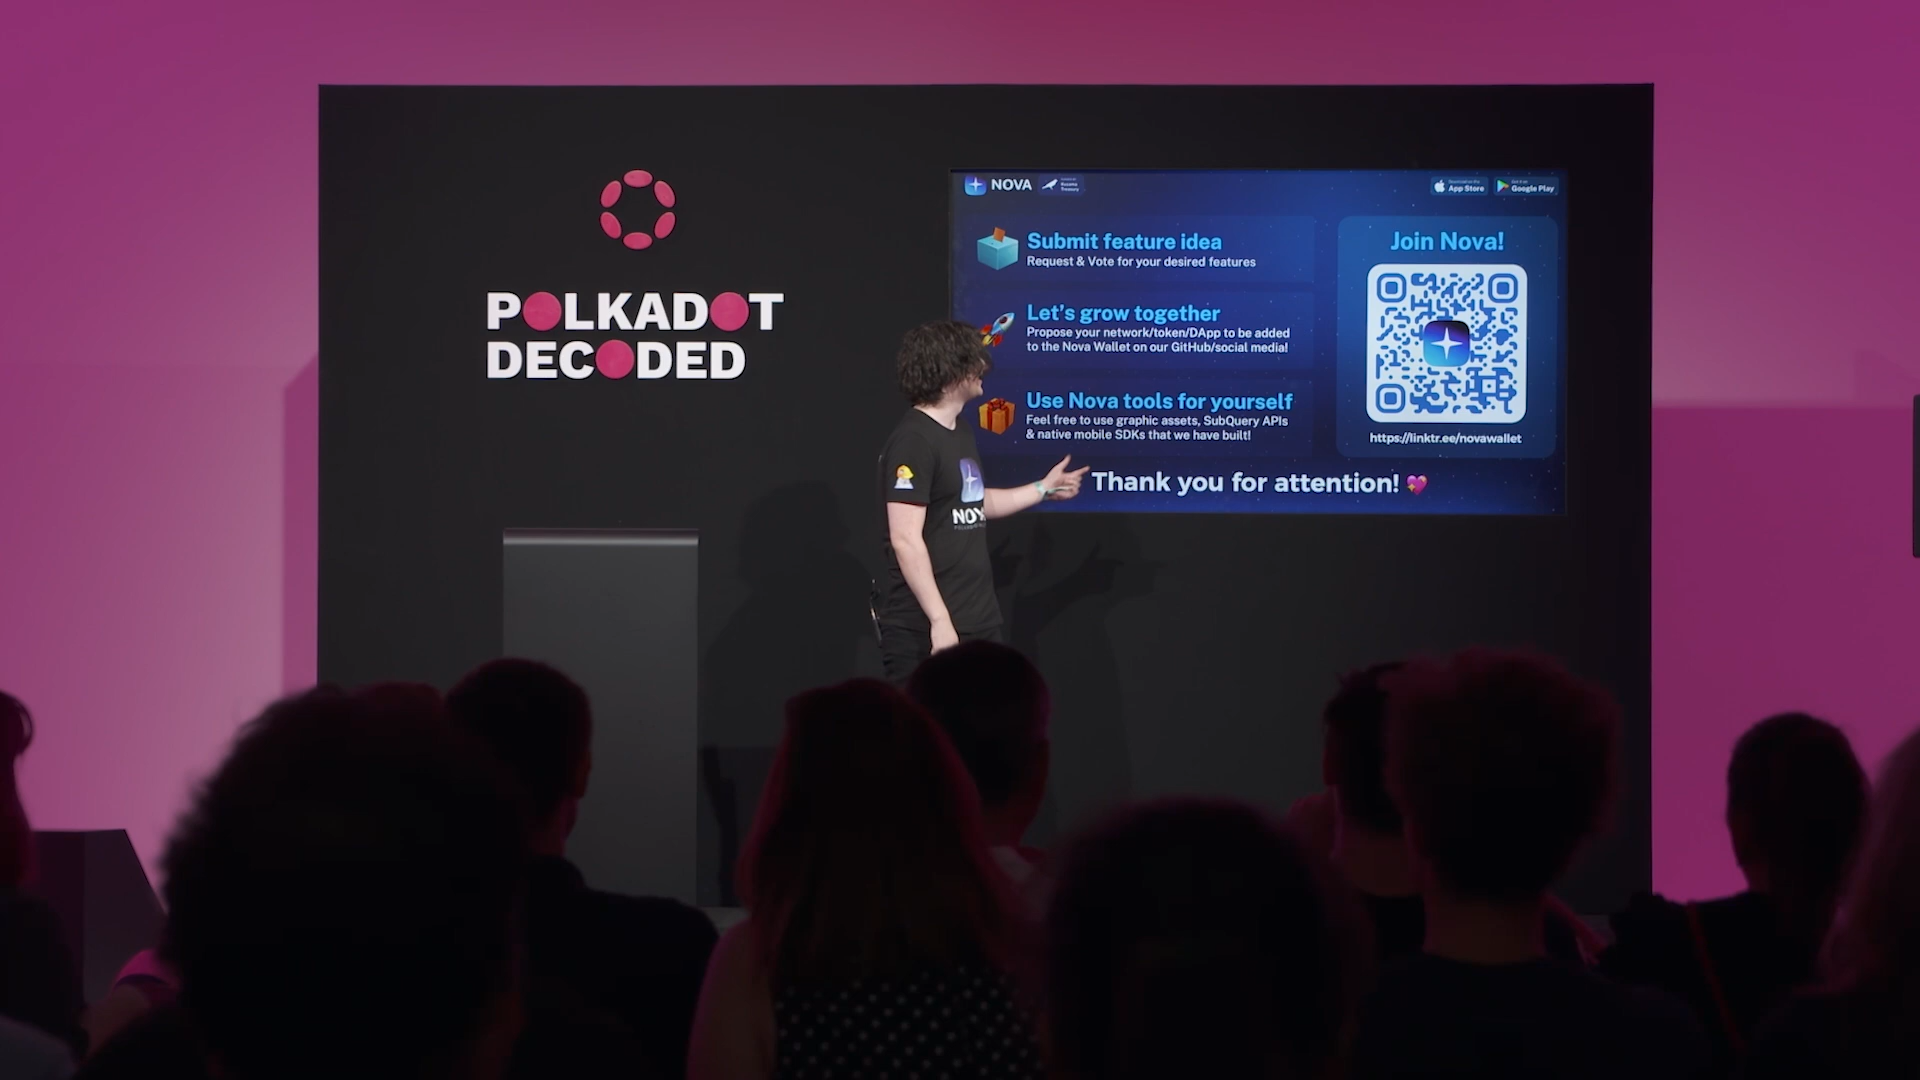 POLKADOT
DECODED
NOVA
Kusama
Treasury
App Store
Google Play
Submit feature idea
Request & Vote for your desired features
Let's grow together
Propose your network/token/DApp to be added
to the Nova Wallet on our GitHub/social media!
Use Nova tools for yourself
Feel free to use graphic assets, SubQuery APIs
& native mobile SDKs that we have built!
Join Nova!
https://linktr.ee/novawallet
Thank you for attention! 💖